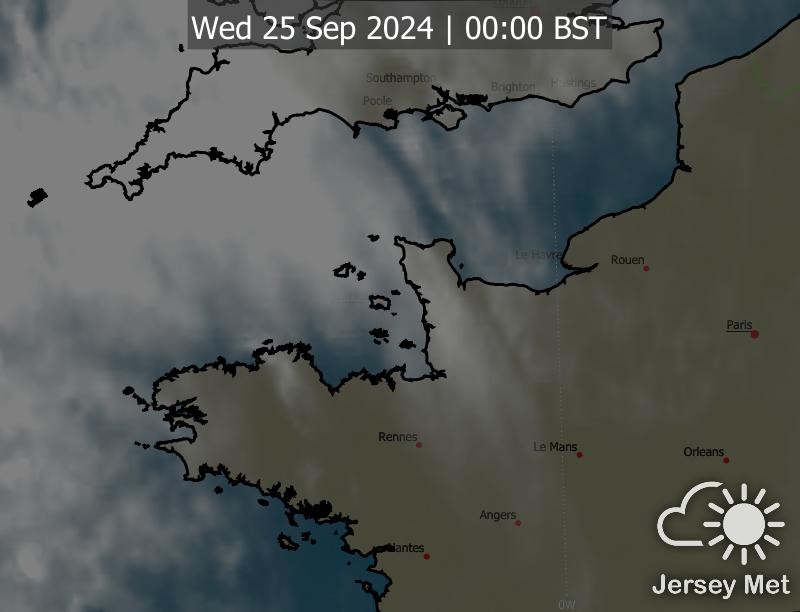 Wed 25 Sep 2024 | 00:00 BST
Southampton
Brighton
Hastings
Poole
Le Havre
Rouen
Paris
Rennes
Le Mans
Orleans
Angers
Nantes
Jersey Met
0W